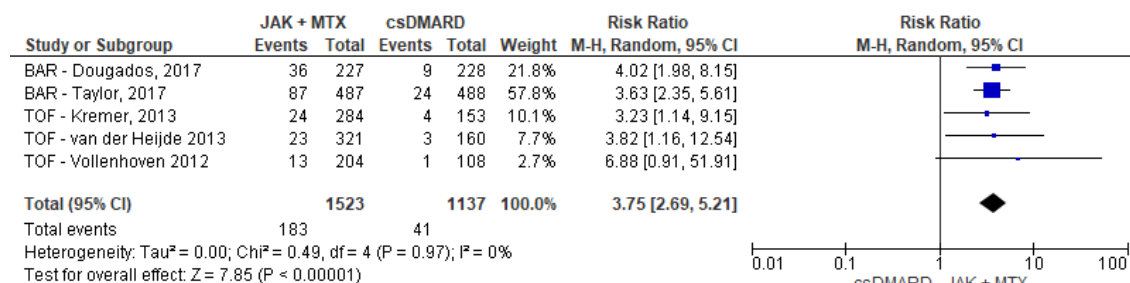 JAK + MTX csDMARD Risk Ratio Risk Ratio
Study or Subgroup Events Total Events Total Weight M-H, Random, 95% CI M-H, Random, 95% CI
BAR - Dougados, 2017 36 227 9 228 21.8% 4.02 [1.98, 8.15]
BAR - Taylor, 2017 87 487 24 488 57.8% 3.63 [2.35, 5.61]
TOF - Kremer, 2013 24 284 4 153 10.1% 3.23 [1.14, 9.15]
TOF - van der Heijde 2013 23 321 3 160 7.7% 3.82 [1.16, 12.54]
TOF - Vollenhoven 2012 13 204 1 108 2.7% 6.88 [0.91, 51.91]
Total (95% CI) 1523 1137 100.0% 3.75 [2.69, 5.21]
Total events 183 41
Heterogeneity: Tau² = 0.00; Chi² = 0.49, df = 4 (P = 0.97); I² = 0%
Test for overall effect: Z = 7.85 (P < 0.00001)
0.01 0.1 1 10 100
csDMARD JAK + MTX